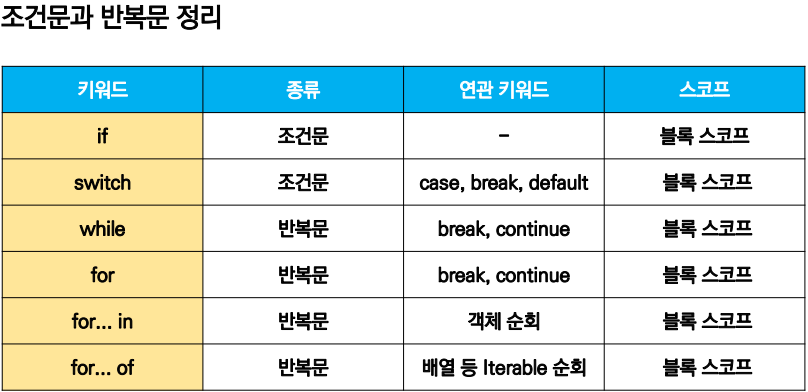 조건문과 반복문 정리
키워드 종류 연관 키워드 스코프
if 조건문 - 블록 스코프
switch 조건문 case, break, default 블록 스코프
while 반복문 break, continue 블록 스코프
for 반복문 break, continue 블록 스코프
for... in 반복문 객체 순회 블록 스코프
for... of 반복문 배열 등 Iterable 순회 블록 스코프